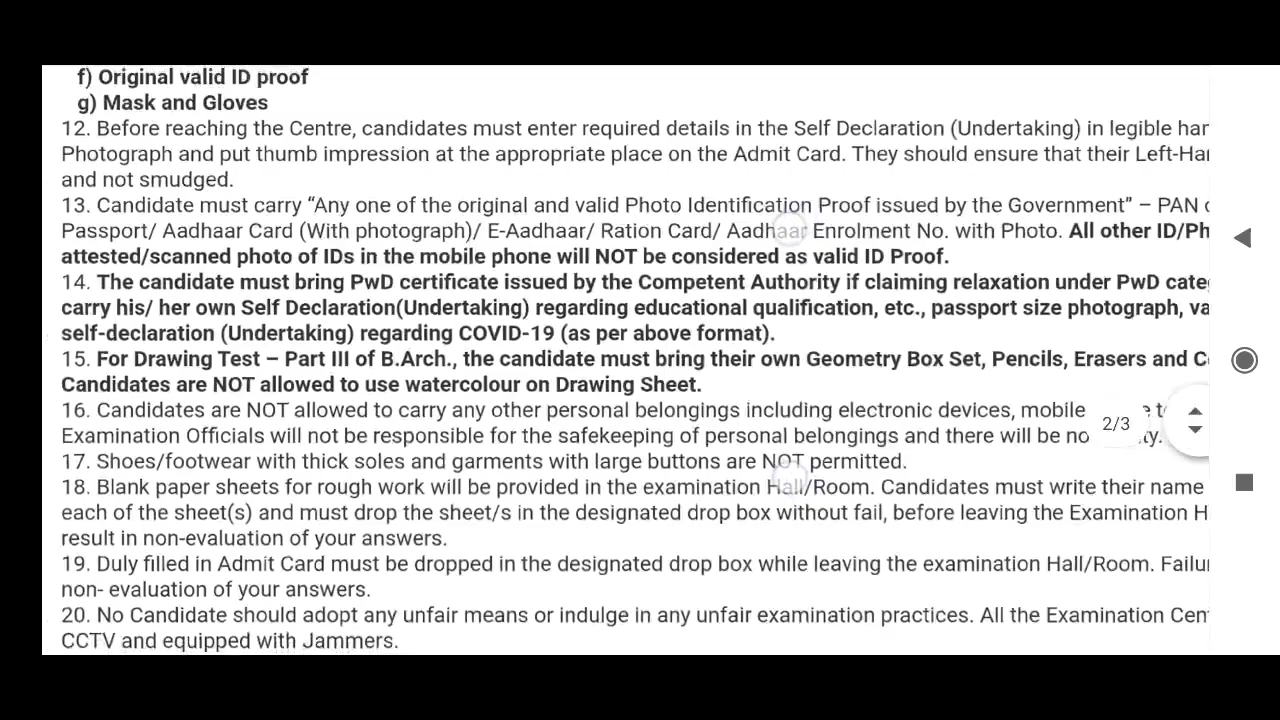 f) Original valid ID proof
g) Mask and Gloves
12. Before reaching the Centre, candidates must enter required details in the Self Declaration (Undertaking) in legible har
Photograph and put thumb impression at the appropriate place on the Admit Card. They should ensure that their Left-Ha
and not smudged.
13. Candidate must carry “Any one of the original and valid Photo Identification Proof issued by the Government” – PAN
Passport/ Aadhaar Card (With photograph)/ E-Aadhaar/ Ration Card/ Aadhaar Enrolment No. with Photo. All other ID/Ph
attested/scanned photo of IDs in the mobile phone will NOT be considered as valid ID Proof.
14. The candidate must bring PwD certificate issued by the Competent Authority if claiming relaxation under PwD cate
carry his/ her own Self Declaration(Undertaking) regarding educational qualification, etc., passport size photograph, va
self-declaration (Undertaking) regarding COVID-19 (as per above format).
15. For Drawing Test – Part III of B.Arch., the candidate must bring their own Geometry Box Set, Pencils, Erasers and C
Candidates are NOT allowed to use watercolour on Drawing Sheet.
16. Candidates are NOT allowed to carry any other personal belongings including electronic devices, mobile
2/3
Examination Officials will not be responsible for the safekeeping of personal belongings and there will be no
17. Shoes/footwear with thick soles and garments with large buttons are NOT permitted.
18. Blank paper sheets for rough work will be provided in the examination Hall/Room. Candidates must write their name
each of the sheet(s) and must drop the sheet/s in the designated drop box without fail, before leaving the Examination H
result in non-evaluation of your answers.
19. Duly filled in Admit Card must be dropped in the designated drop box while leaving the examination Hall/Room. Failu
non- evaluation of your answers.
20. No Candidate should adopt any unfair means or indulge in any unfair examination practices. All the Examination Cen
CCTV and equipped with Jammers.